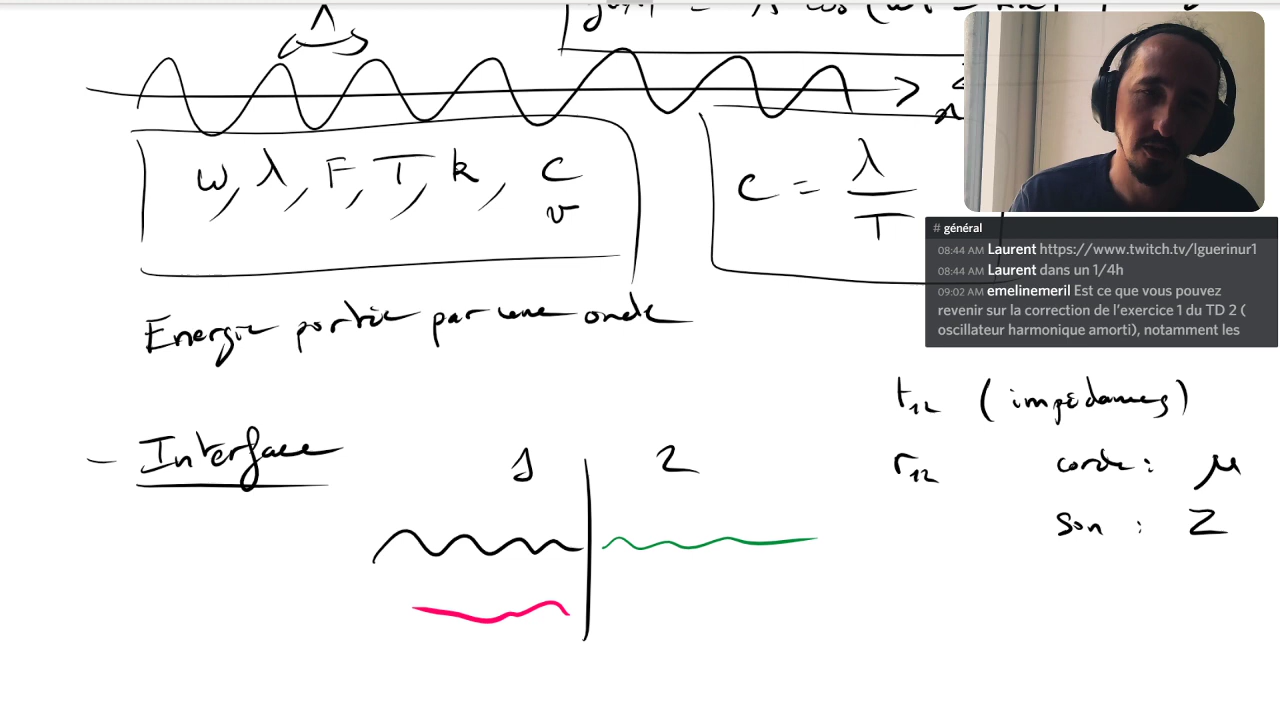 λ
ω, λ, F, T, k, c
v
c = λ / T
Energie portée par une onde
# général
08:44 AM Laurent https://www.twitch.tv/lguerinur1
08:44 AM Laurent dans un 1/4h
09:02 AM emelinemeril Est ce que vous pouvez
revenir sur la correction de l'exercice 1 du TD 2 (
oscillateur harmonique amorti), notamment les
t12 (impédances)
- Interface
1 2
r12 corde : μ
son : Z